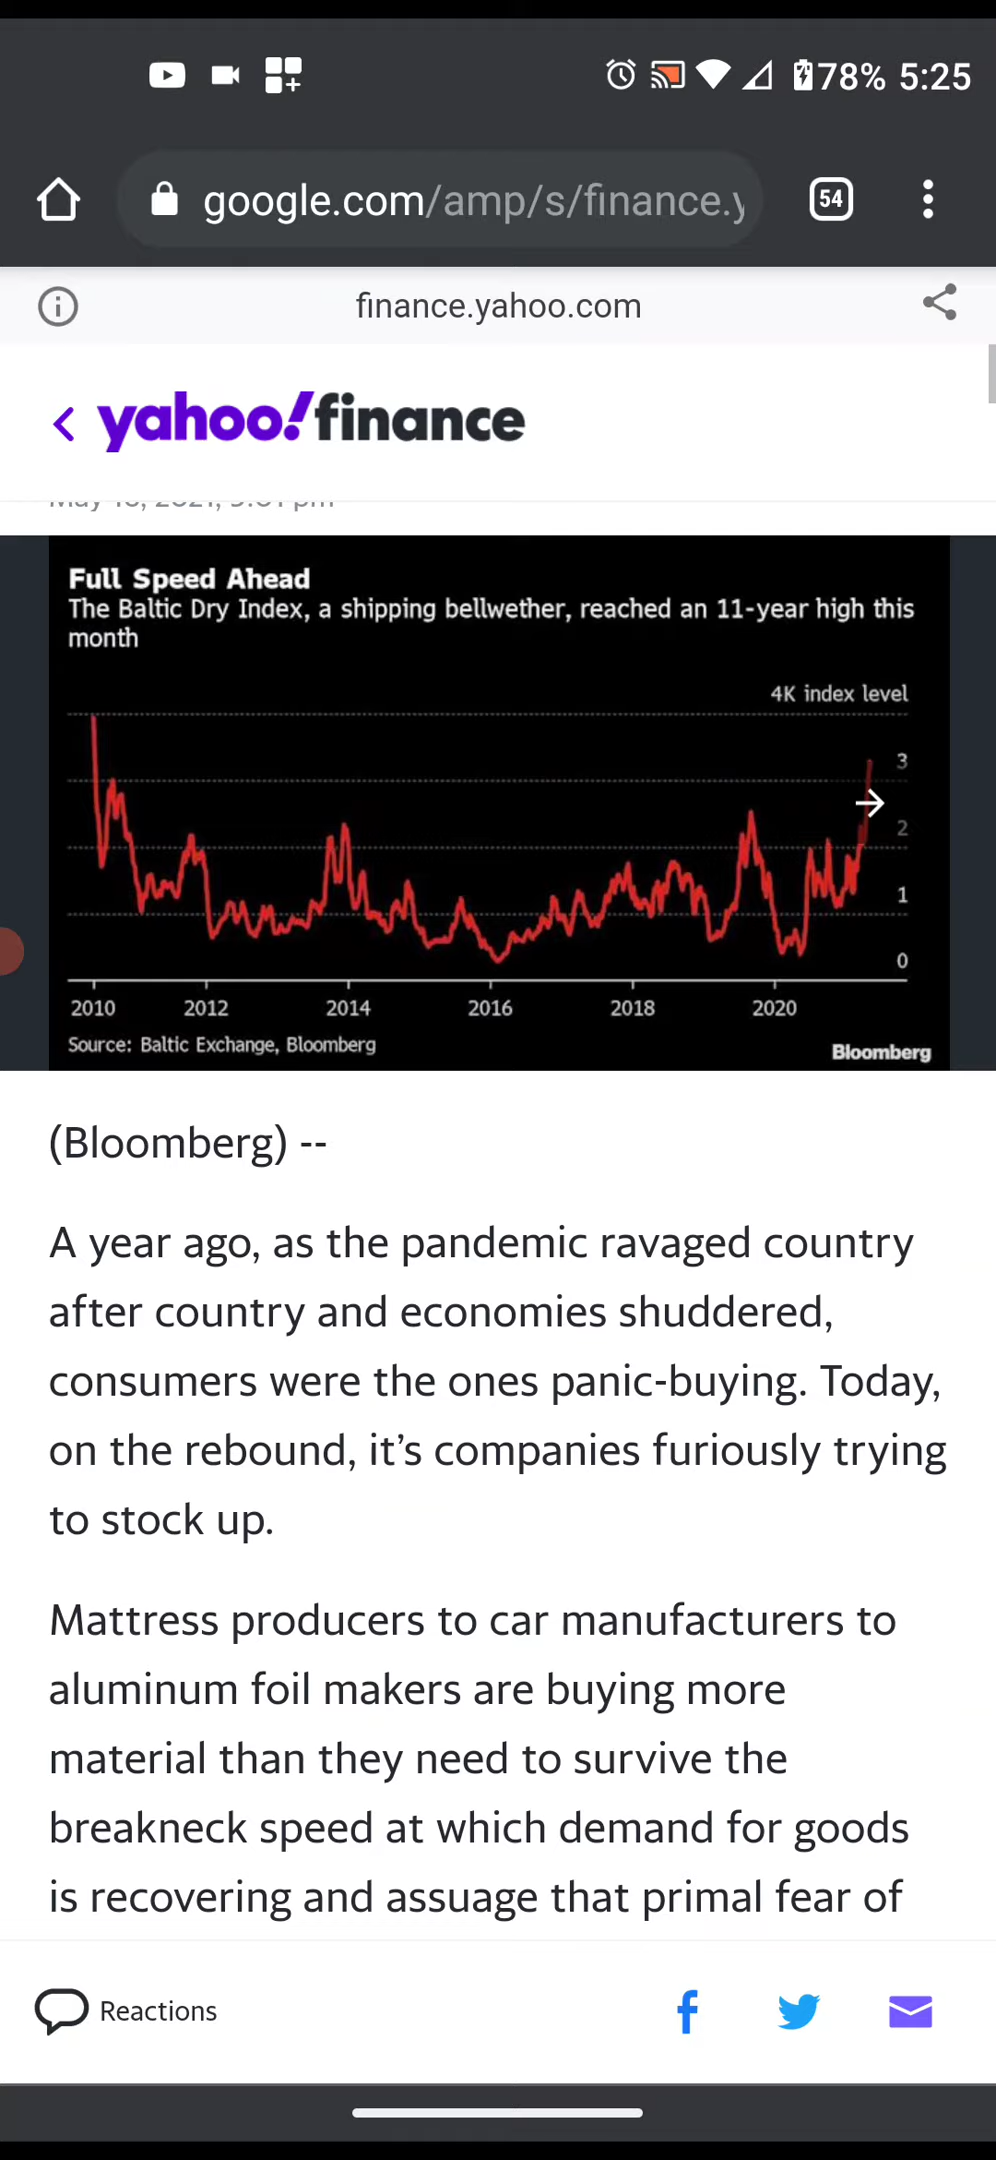 78% 5:25
google.com/amp/s/finance.y
54
finance.yahoo.com
yahoo!finance
Full Speed Ahead
The Baltic Dry Index, a shipping bellwether, reached an 11-year high this
month
4K index level
3
2
1
0
2010 2012 2014 2016 2018 2020
Source: Baltic Exchange, Bloomberg
Bloomberg
(Bloomberg) --
A year ago, as the pandemic ravaged country
after country and economies shuddered,
consumers were the ones panic-buying. Today,
on the rebound, it’s companies furiously trying
to stock up.
Mattress producers to car manufacturers to
aluminum foil makers are buying more
material than they need to survive the
breakneck speed at which demand for goods
is recovering and assuage that primal fear of
Reactions